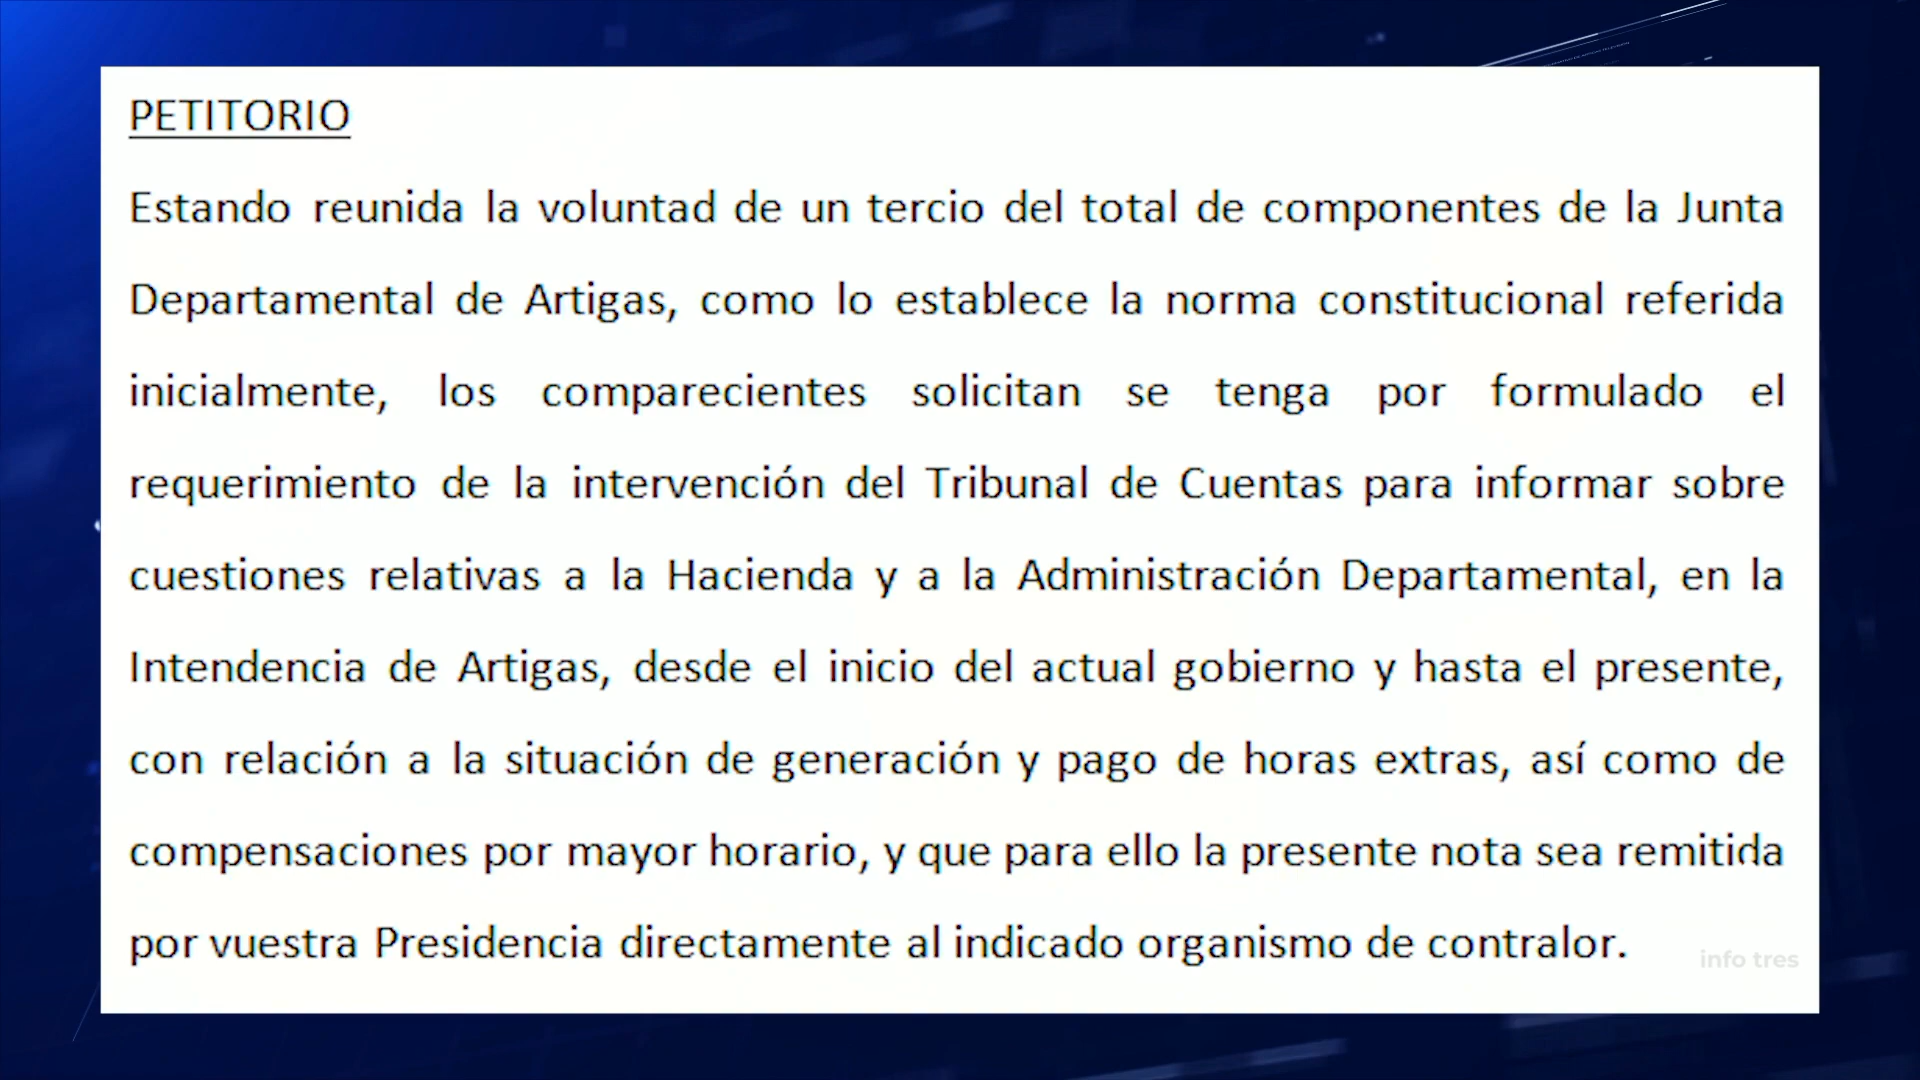 PETITORIO
Estando reunida la voluntad de un tercio del total de componentes de la Junta
Departamental de Artigas, como lo establece la norma constitucional referida
inicialmente, los comparecientes solicitan se tenga por formulado el
requerimiento de la intervención del Tribunal de Cuentas para informar sobre
cuestiones relativas a la Hacienda y a la Administración Departamental, en la
Intendencia de Artigas, desde el inicio del actual gobierno y hasta el presente,
con relación a la situación de generación y pago de horas extras, así como de
compensaciones por mayor horario, y que para ello la presente nota sea remitida
por vuestra Presidencia directamente al indicado organismo de contralor.
info tres